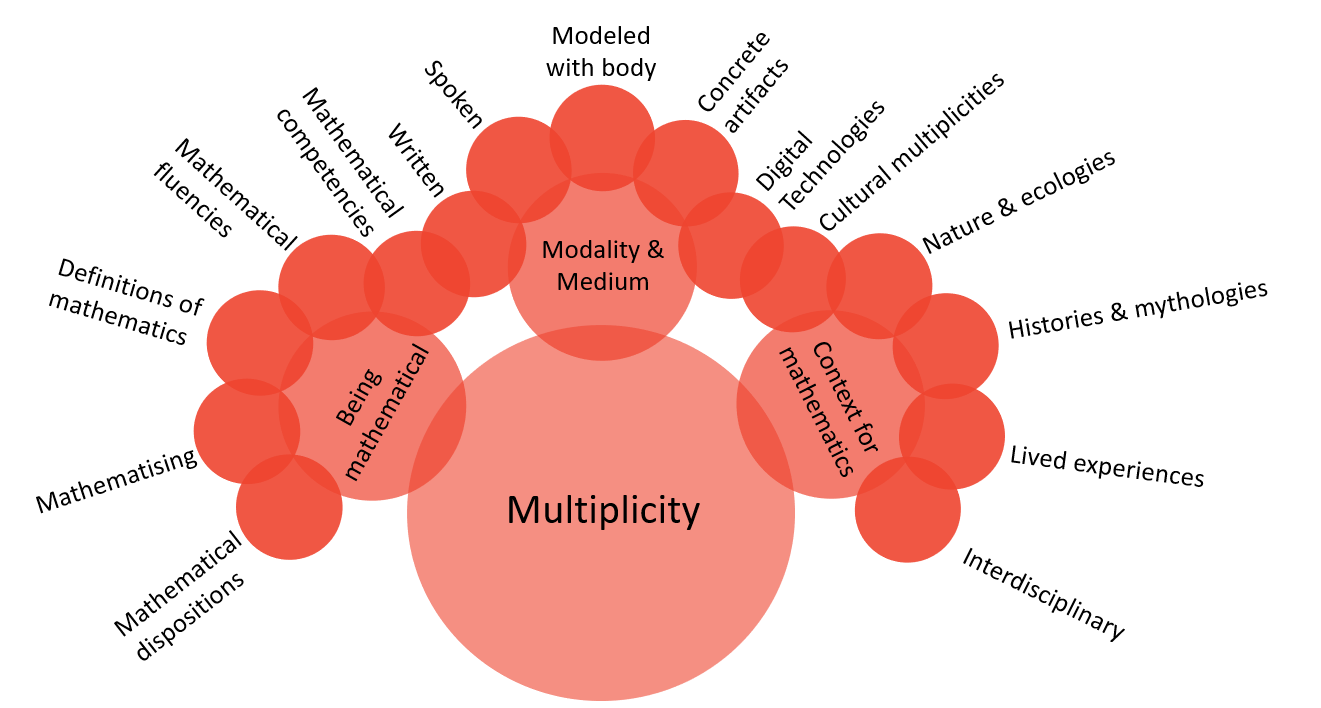 Modeled
with body
Spoken
Concrete
artifacts
Mathematical
competencies
Written
Digital
Technologies
Cultural multiplicities
Mathematical
fluencies
Nature & ecologies
Definitions of
mathematics
Histories & mythologies
Modality &
Medium
Being
mathematical
Context for
mathematics
Mathematising
Lived experiences
Multiplicity
Mathematical
dispositions
Interdisciplinary